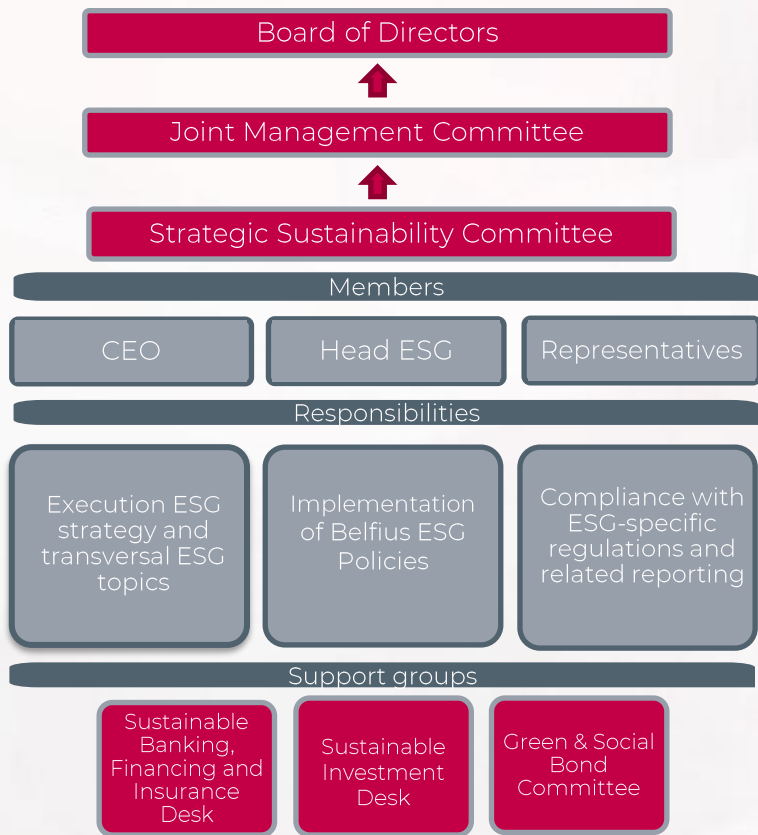 Board of Directors
Joint Management Committee
Strategic Sustainability Committee
Members
CEO
Head ESG
Representatives
Responsibilities
Execution ESG
strategy and
transversal ESG
topics
Implementation
of Belfius ESG
Policies
Compliance with
ESG-specific
regulations and
related reporting
Support groups
Sustainable
Banking,
Financing and
Insurance
Desk
Sustainable
Investment
Desk
Green & Social
Bond
Committee